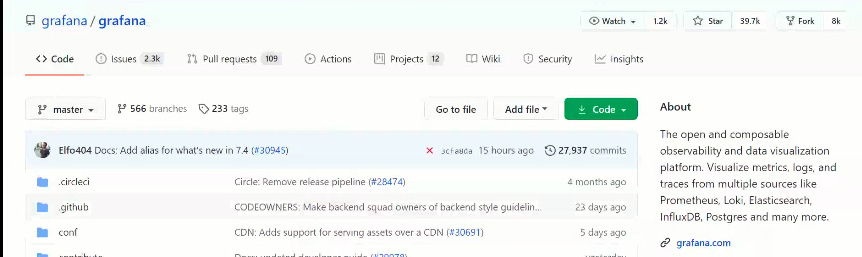 grafana / grafana
Watch 1.2k Star 39.7k Fork 8k
Code Issues 2.3k Pull requests 109 Actions Projects 12 Wiki Security Insights
master 566 branches 233 tags Go to file Add file Code
About
Elfo404 Docs: Add alias for what's new in 7.4 (#30945) 15 hours ago 27,937 commits
The open and composable
observability and data visualization
platform. Visualize metrics, logs, and
traces from multiple sources like
Prometheus, Loki, Elasticsearch,
InfluxDB, Postgres and many more.
grafana.com
.circleci Circle: Remove release pipeline (#28474) 4 months ago
.github CODEOWNERS: Make backend squad owners of backend style guidelin... 23 days ago
conf CDN: Adds support for serving assets over a CDN (#30691) 5 days ago